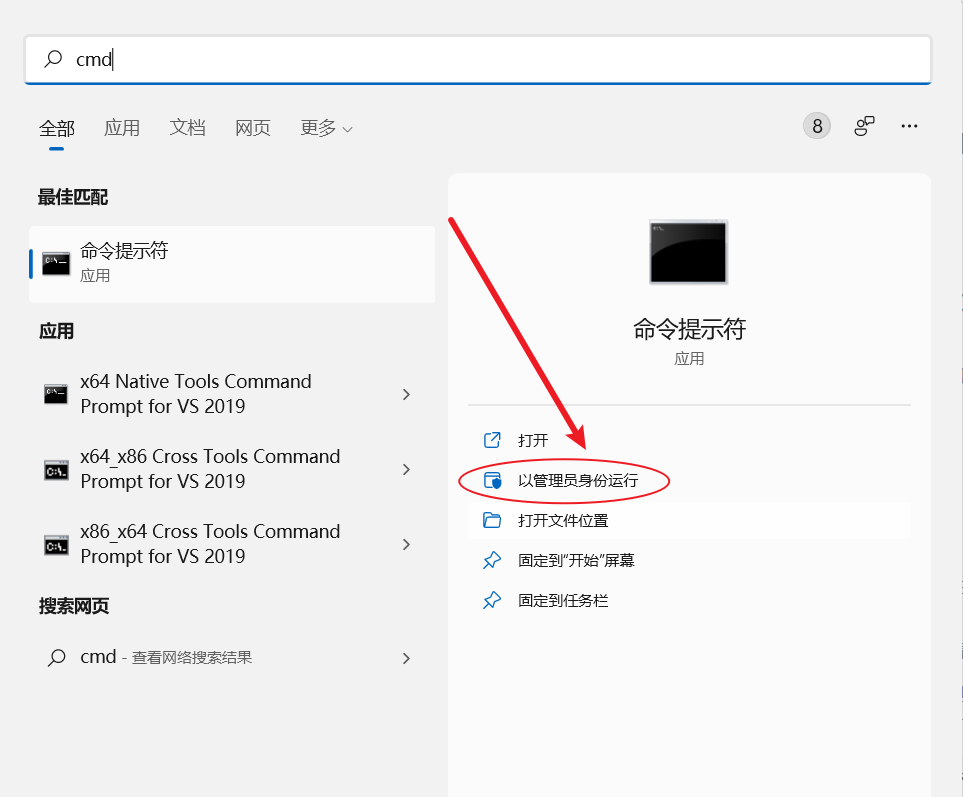 cmd
全部 应用 文档 网页 更多
8
最佳匹配
命令提示符
应用
应用
x64 Native Tools Command
Prompt for VS 2019
x64_x86 Cross Tools Command
Prompt for VS 2019
x86_x64 Cross Tools Command
Prompt for VS 2019
搜索网页
cmd - 查看网络搜索结果
命令提示符
应用
打开
以管理员身份运行
打开文件位置
固定到“开始”屏幕
固定到任务栏